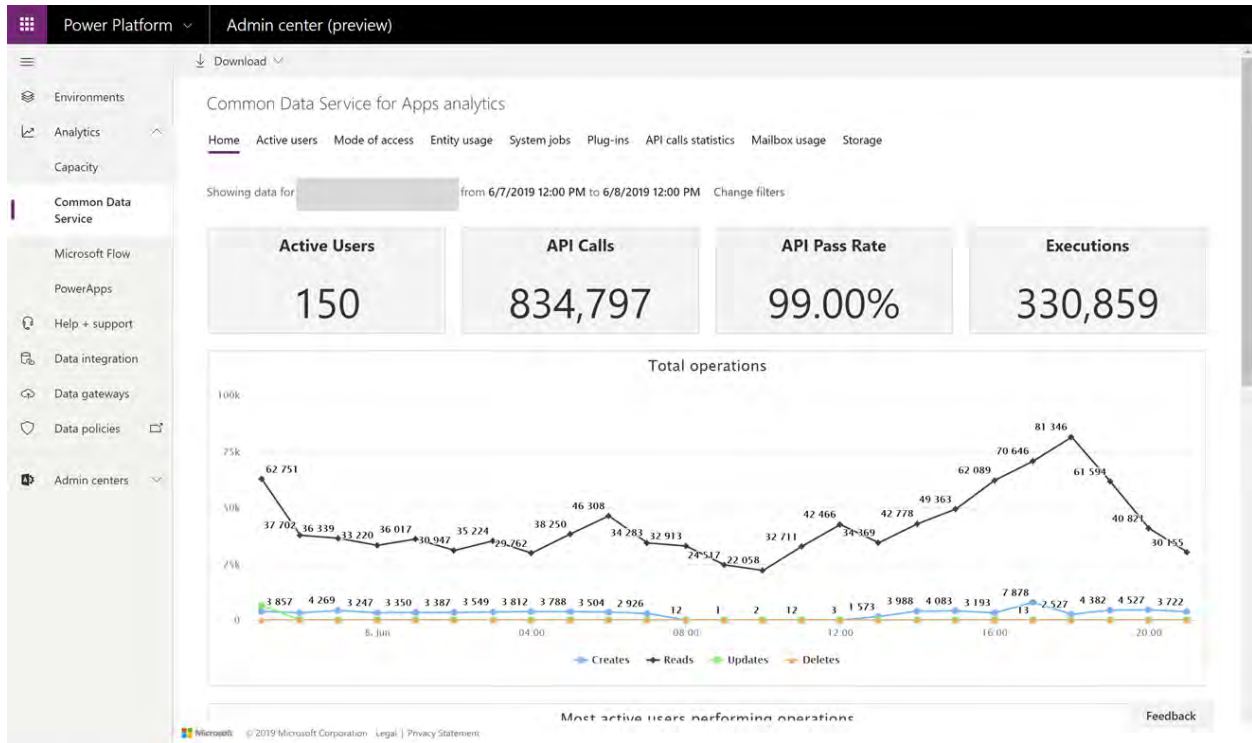 Power Platform
Admin center (preview)
Download
Environments
Analytics
Capacity
Common Data
Service
Microsoft Flow
PowerApps
Help + support
Data integration
Data gateways
Data policies
Admin centers
Common Data Service for Apps analytics
Home Active users Mode of access Entity usage System jobs Plug-ins API calls statistics Mailbox usage Storage
Showing data for from 6/7/2019 12:00 PM to 6/8/2019 12:00 PM Change filters
Active Users
150
API Calls
834,797
API Pass Rate
99.00%
Executions
330,859
Total operations
100k
75k
50k
25k
0
62 751 37 702 36 339 33 220 36 017 30 947 35 224 29 762 38 250 46 308 34 283 32 913 24 517 22 058 32 711 42 466 34 369 42 778 49 363 62 089 70 646 81 346 61 594 40 821 30 155
3 857 4 269 3 247 3 350 3 387 3 549 3 812 3 788 3 504 2 926 12 1 2 12 3 1 573 3 988 4 083 3 193 7 878 13 2 527 4 382 4 527 3 722
8. Jun 04:00 08:00 12:00 16:00 20:00
Creates Reads Updates Deletes
Most active users performing operations
Feedback
Microsoft © 2019 Microsoft Corporation Legal | Privacy Statement